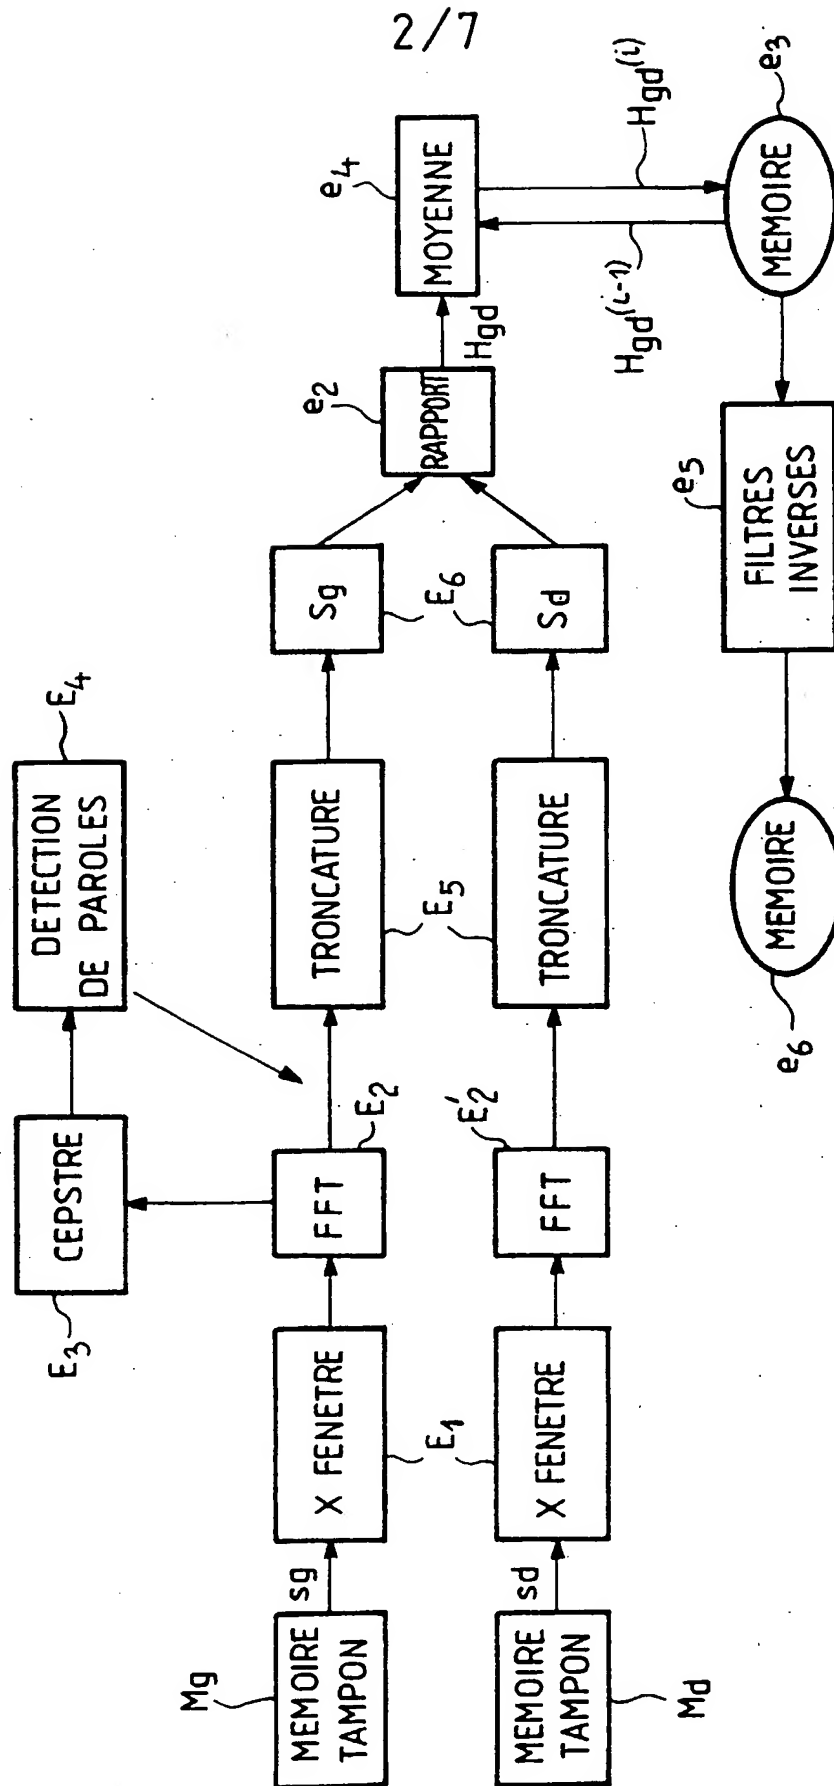 2/7
E3
CEPSTRE
DETECTION
DE PAROLES
E4
Mg
MEMOIRE
TAMPON
sg
X FENETRE
FFT
E2
TRONCATURE
Sg
E1
E5
E6
MEMOIRE
TAMPON
Md
sd
X FENETRE
FFT
E'2
TRONCATURE
Sd
e2
RAPPORT
Hgd
e4
MOYENNE
Hgd(i-1)
Hgd(i)
e6
MEMOIRE
e5
FILTRES
INVERSES
MEMOIRE
e3